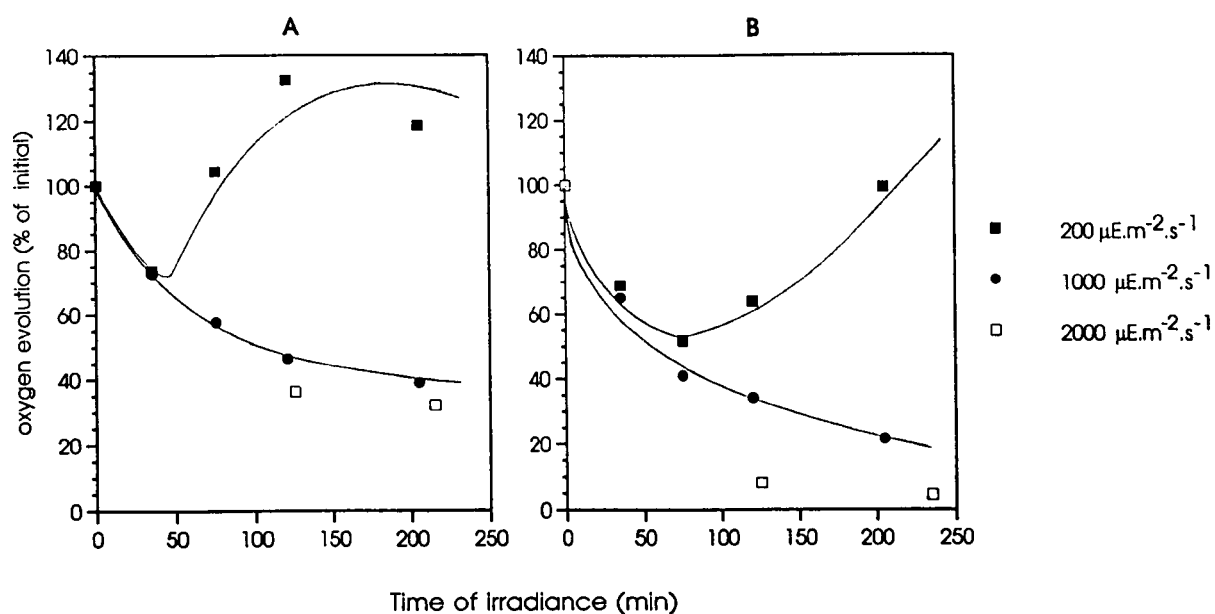 A
B
oxygen evolution (% of initial)
140
120
100
80
60
40
20
0
0 50 100 150 200 250
140
120
100
80
60
40
20
0
0 50 100 150 200 250
Time of irradiance (min)
200 µE.m⁻².s⁻¹
1000 µE.m⁻².s⁻¹
2000 µE.m⁻².s⁻¹